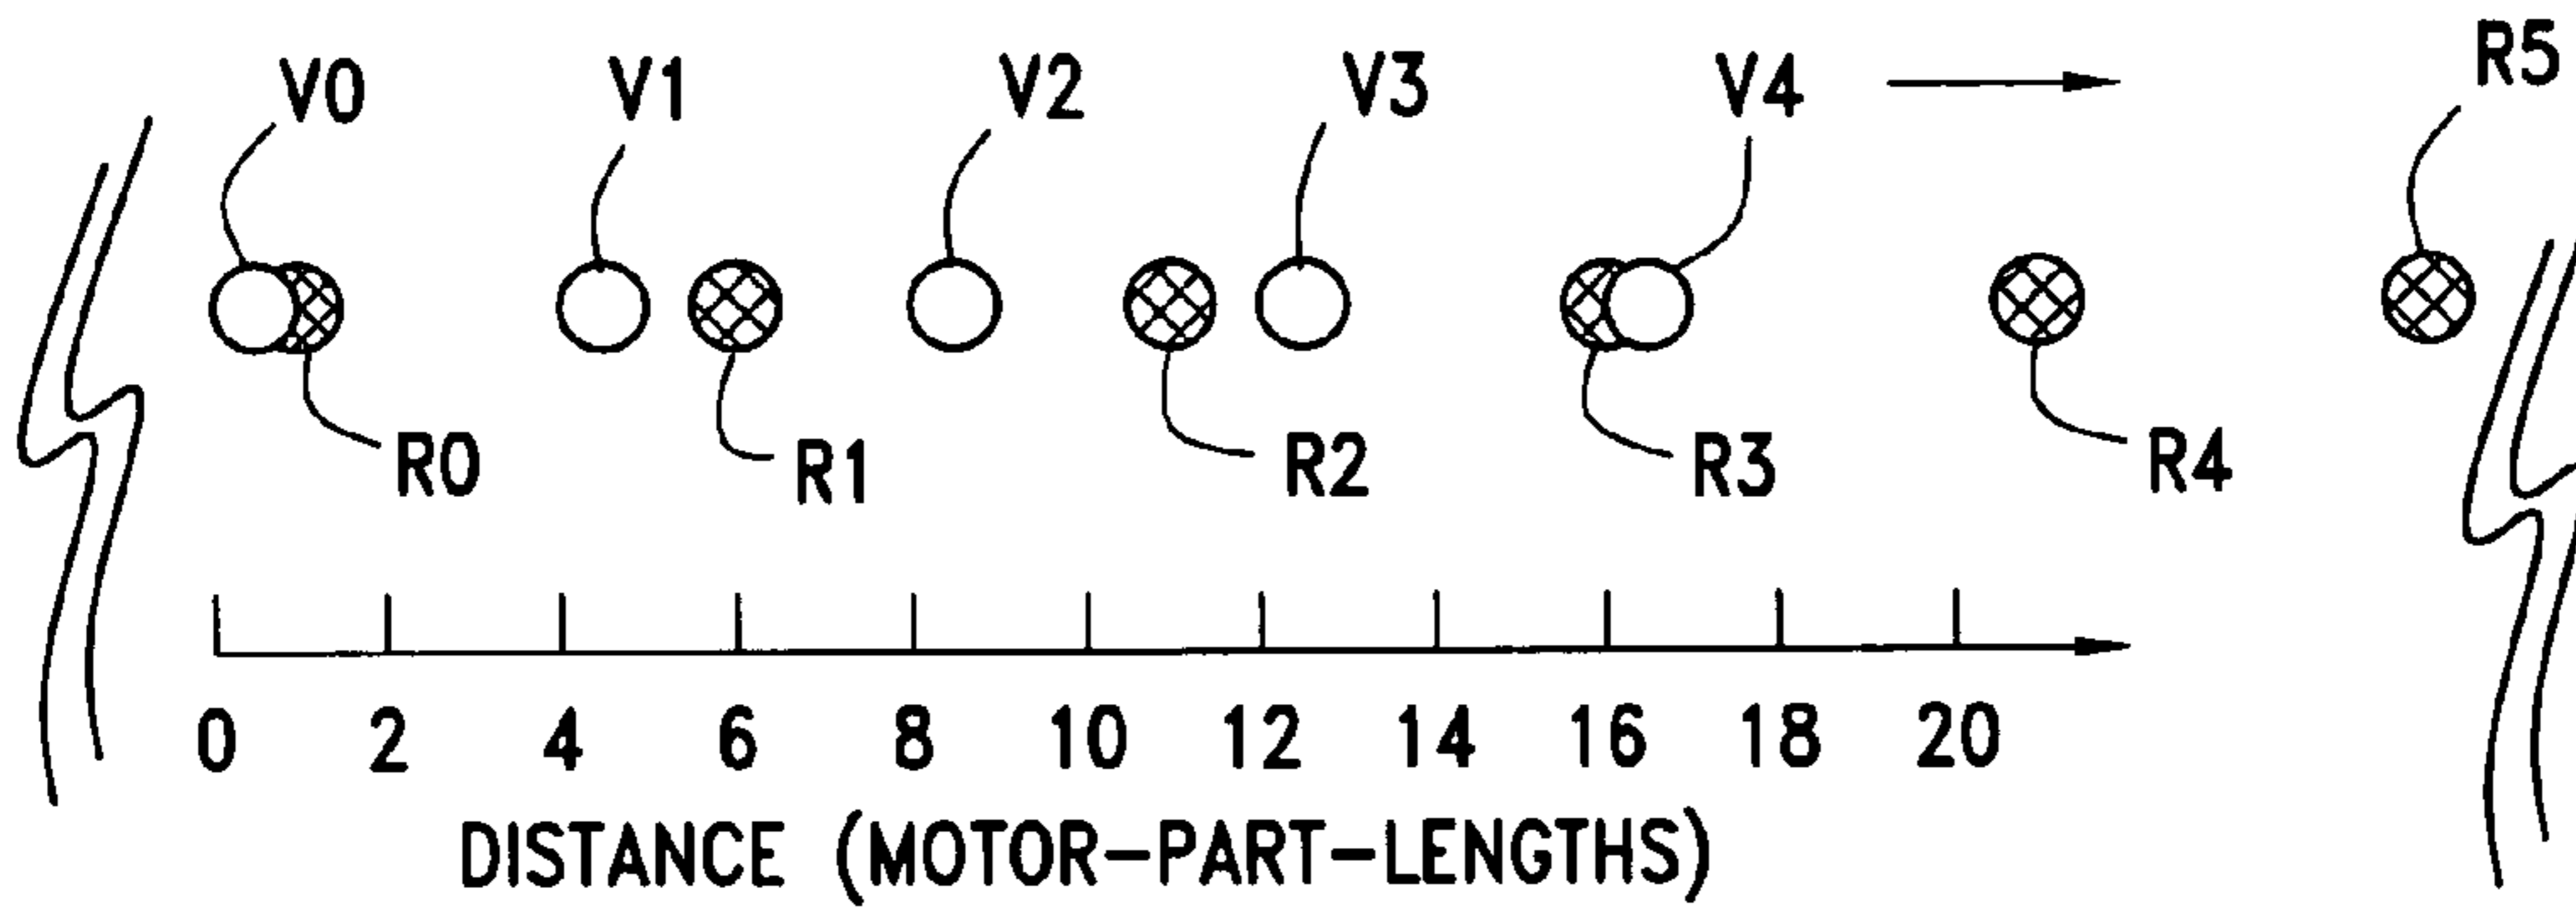 V0 V1 V2 V3 V4 R5
R0 R1 R2 R3 R4
0 2 4 6 8 10 12 14 16 18 20
DISTANCE (MOTOR-PART-LENGTHS)